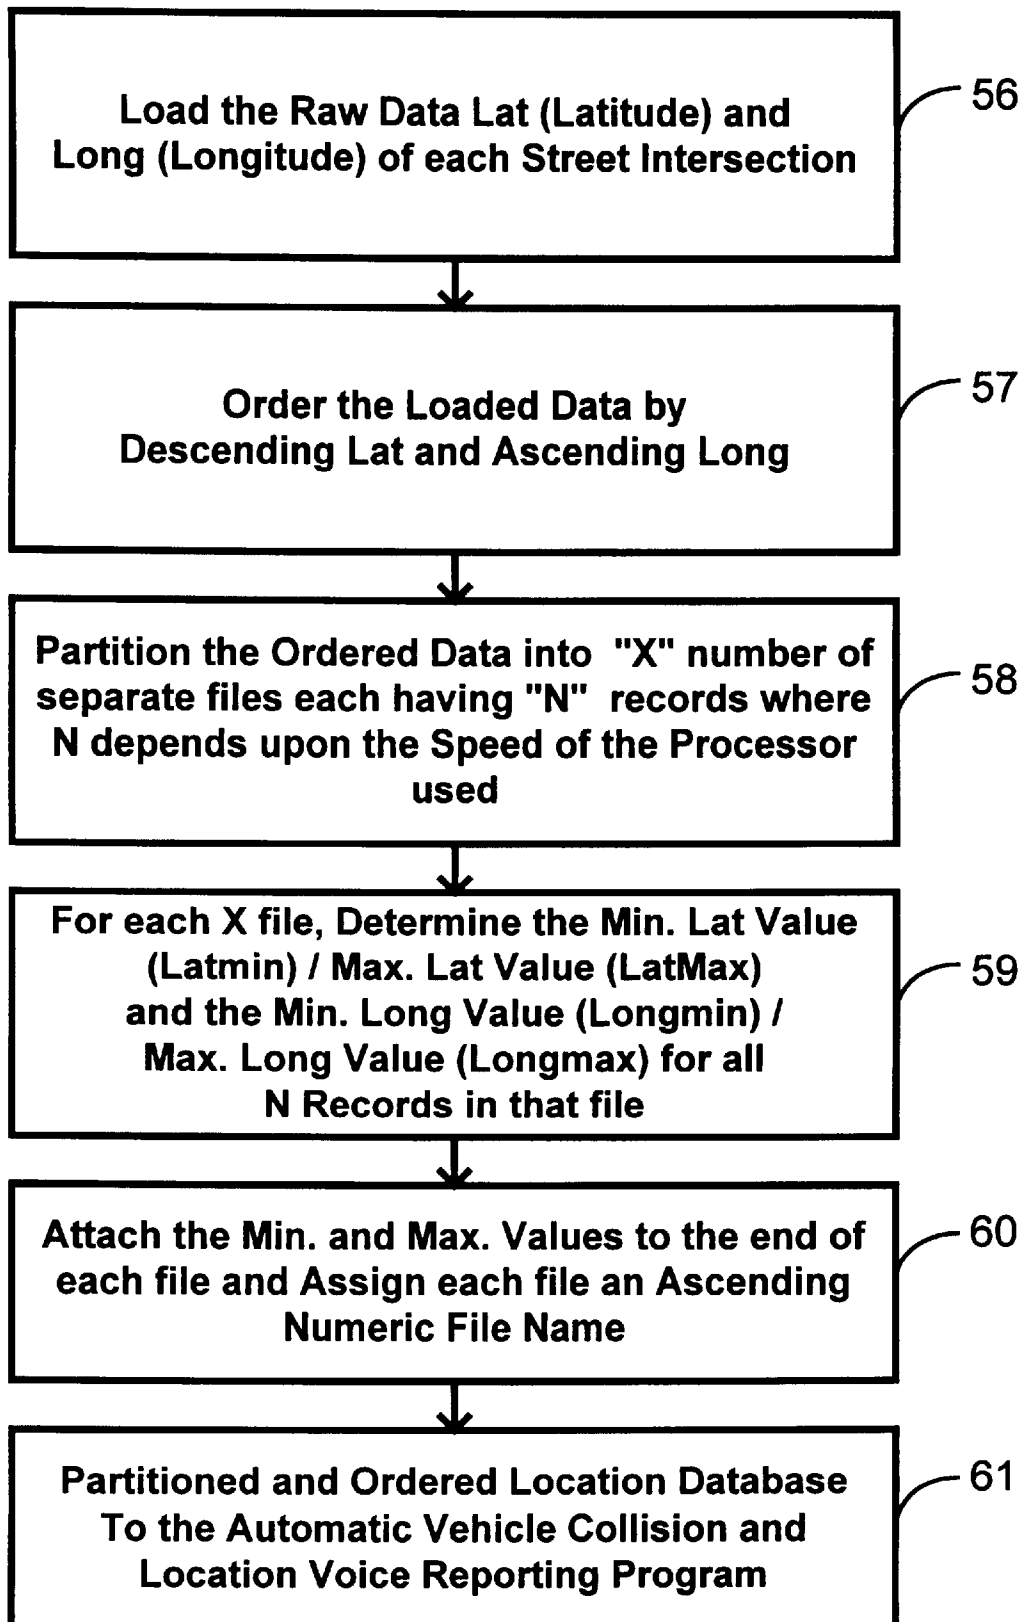 Load the Raw Data Lat (Latitude) and
Long (Longitude) of each Street Intersection
56
Order the Loaded Data by
Descending Lat and Ascending Long
57
Partition the Ordered Data into "X" number of
separate files each having "N" records where
N depends upon the Speed of the Processor
used
58
For each X file, Determine the Min. Lat Value
(Latmin) / Max. Lat Value (LatMax)
and the Min. Long Value (Longmin) /
Max. Long Value (Longmax) for all
N Records in that file
59
Attach the Min. and Max. Values to the end of
each file and Assign each file an Ascending
Numeric File Name
60
Partitioned and Ordered Location Database
To the Automatic Vehicle Collision and
Location Voice Reporting Program
61